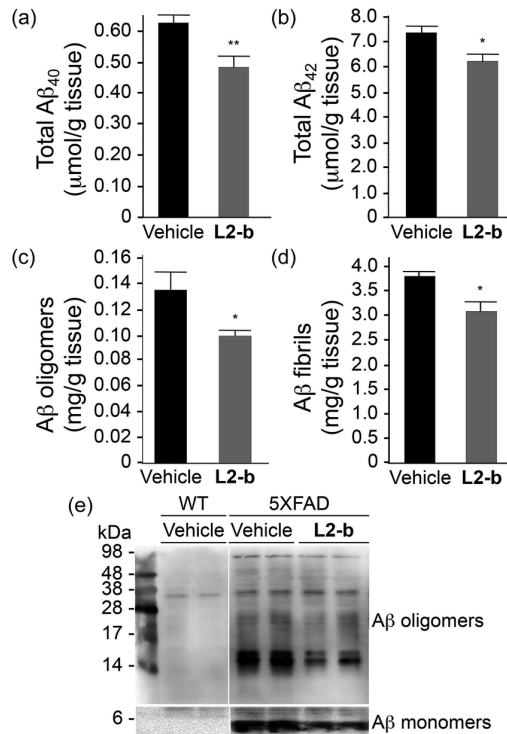 (a)
Total Aβ40
(μmol/g tissue)
0.60
0.50
0.40
0.30
0.20
0.10
0
**
Vehicle L2-b
(b)
Total Aβ42
(μmol/g tissue)
8.0
7.0
6.0
5.0
4.0
3.0
2.0
1.0
0
*
Vehicle L2-b
(c)
Aβ oligomers
(mg/g tissue)
0.16
0.14
0.12
0.10
0.08
0.06
0.04
0.02
0
*
Vehicle L2-b
(d)
Aβ fibrils
(mg/g tissue)
4.0
3.5
3.0
2.5
2.0
1.5
1.0
0.5
0
*
Vehicle L2-b
(e)
WT 5XFAD
Vehicle Vehicle L2-b
kDa
98 -
48 -
38 -
28 -
17 -
14 -
6 -
Aβ oligomers
Aβ monomers